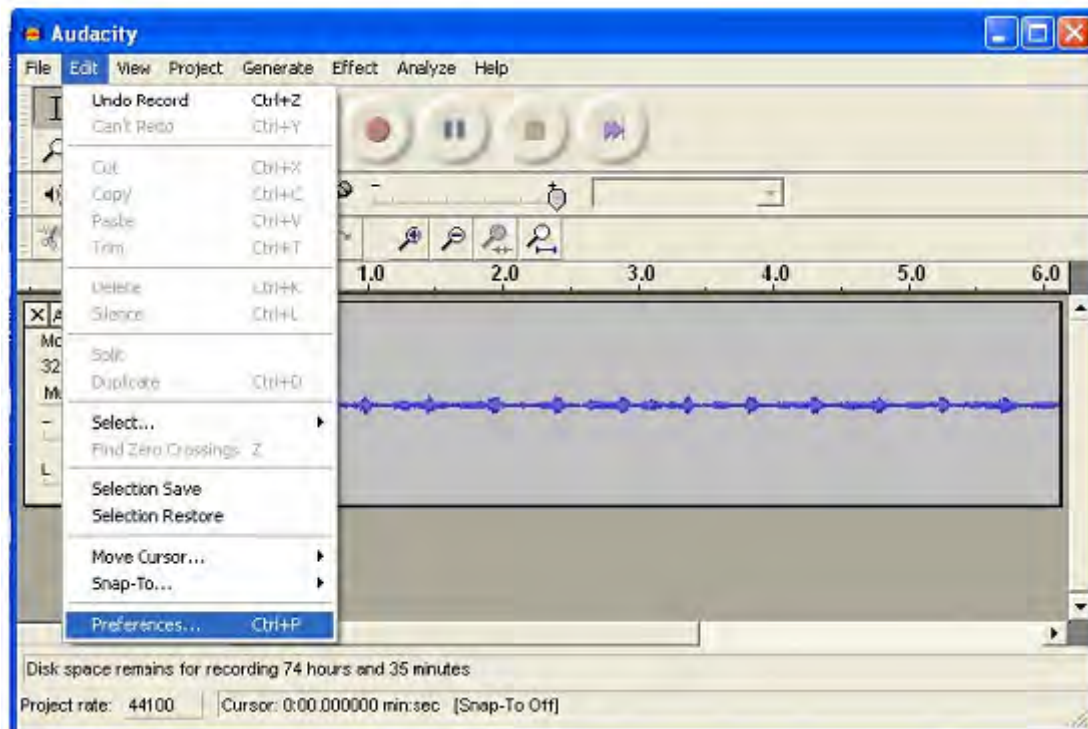 Audacity
File Edit View Project Generate Effect Analyze Help
Undo Record Ctrl+Z
Can't Redo Ctrl+Y
Cut Ctrl+X
Copy Ctrl+C
Paste Ctrl+V
Trim Ctrl+T
Delete Ctrl+K
Silence Ctrl+L
Split
Duplicate Ctrl+D
Select...
Find Zero Crossings Z
Selection Save
Selection Restore
Move Cursor...
Snap-To...
Preferences... Ctrl+P
1.0 2.0 3.0 4.0 5.0 6.0
X A
Mo
32
Mu
L
Disk space remains for recording 74 hours and 35 minutes
Project rate: 44100 Cursor: 0:00.000000 min:sec [Snap-To Off]